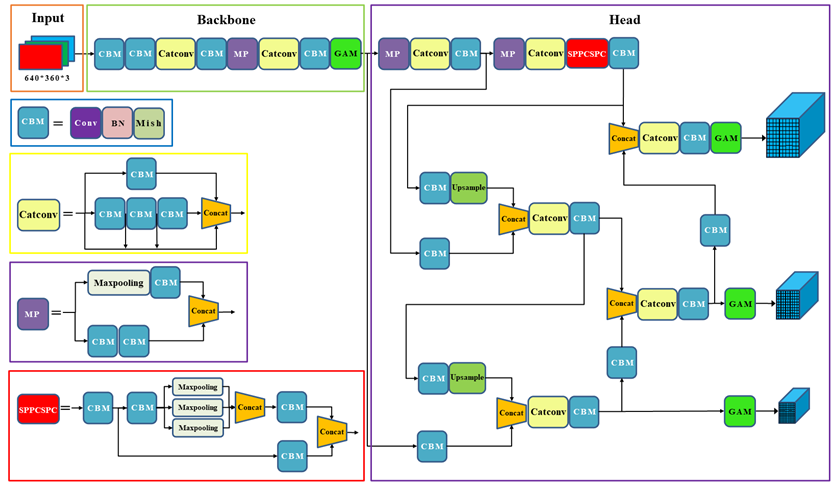 Input
Backbone
Head
640*360*3
CBM CBM Catconv CBM MP Catconv CBM GAM
MP Catconv CBM MP Catconv SPPCSPC CBM
CBM = Conv BN Mish
Concat Catconv CBM GAM
CBM
Catconv = CBM CBM CBM Concat
CBM Upsample
Concat Catconv CBM
CBM
CBM
MP = Maxpooling CBM
Concat
CBM CBM
Concat Catconv CBM GAM
CBM
CBM Upsample
SPPCSPC = CBM CBM Maxpooling
Maxpooling
Maxpooling
Concat CBM
Concat
CBM
Concat Catconv CBM GAM
CBM